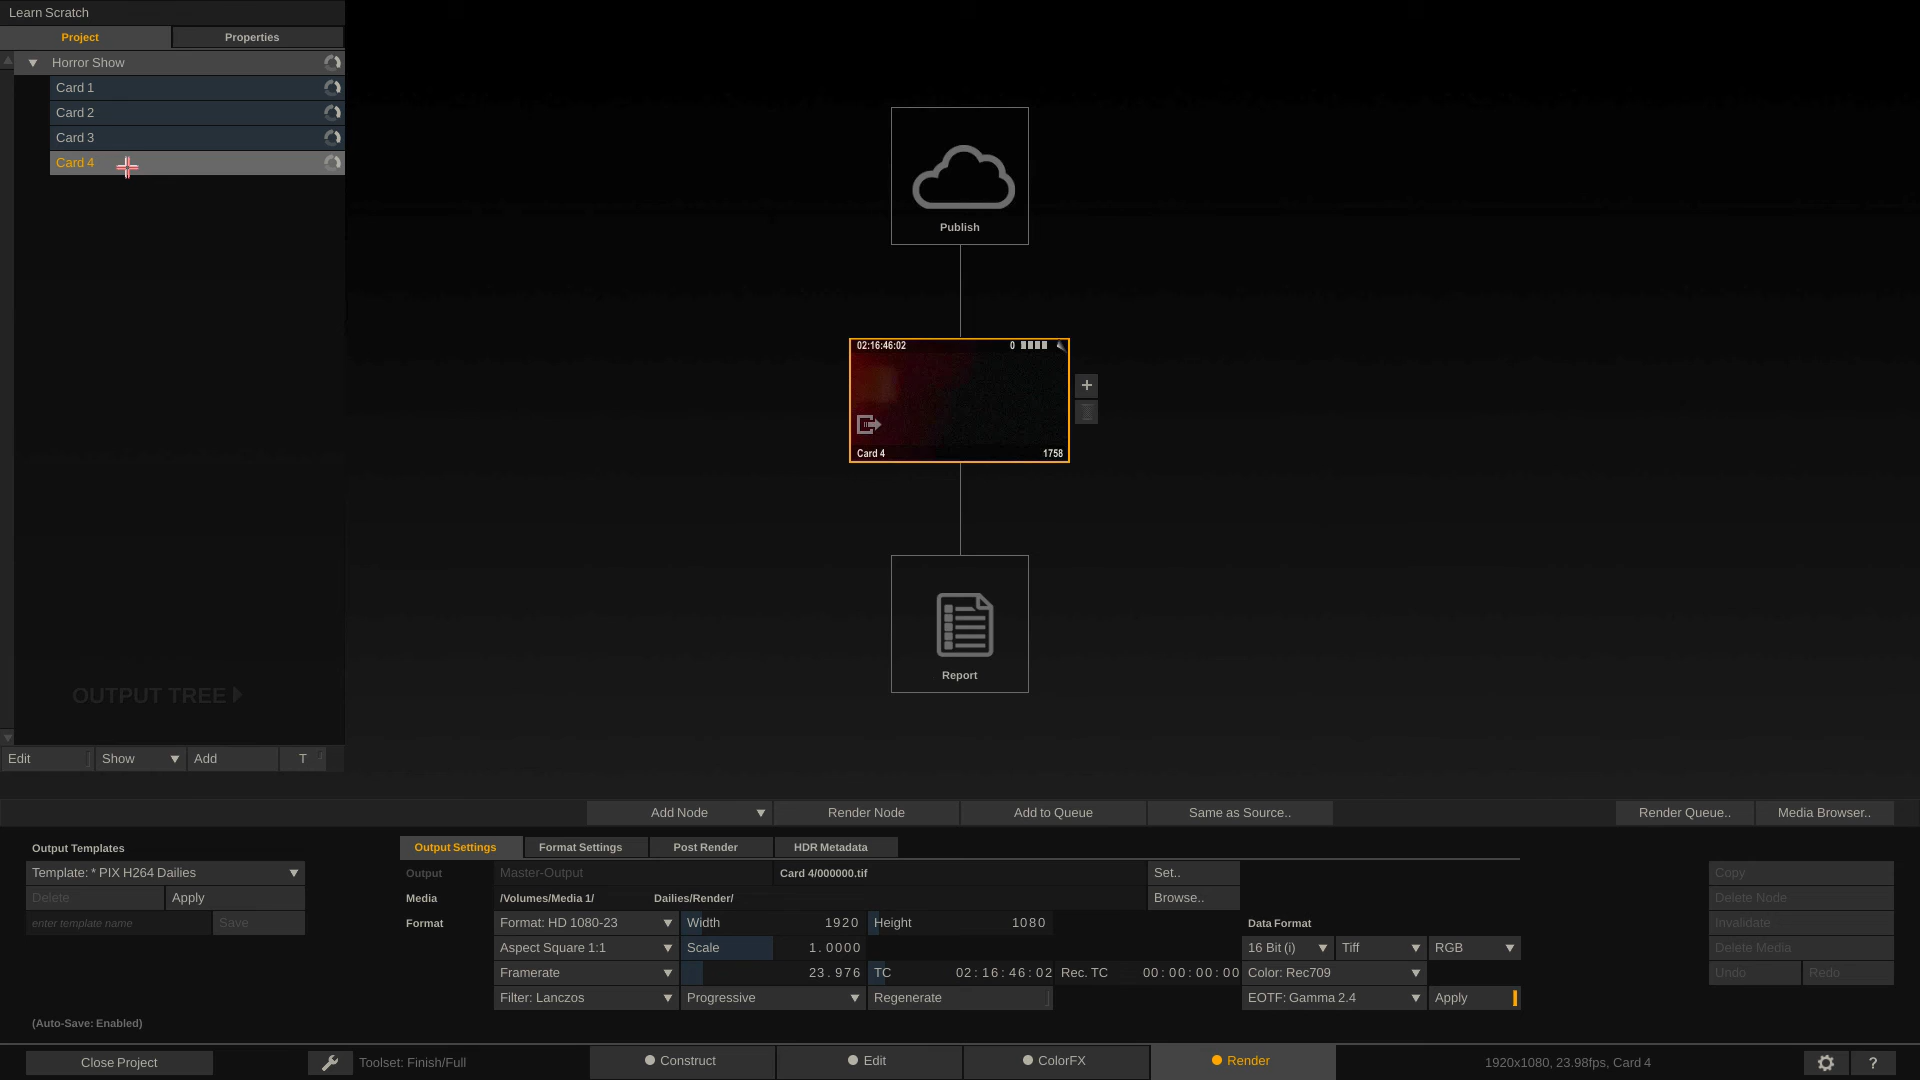 Learn Scratch
Project
Properties
Horror Show
Card 1
Card 2
Card 3
Card 4
Publish
02:16:46:02
0
Card 4
1758
Report
OUTPUT TREE
Edit
Show
Add
T
Add Node
Render Node
Add to Queue
Same as Source..
Render Queue..
Media Browser..
Output Templates
Template: * PIX H264 Dailies
Delete
Apply
enter template name
Save
(Auto-Save: Enabled)
Output Settings
Format Settings
Post Render
HDR Metadata
Output
Master-Output
Card 4/000000.tif
Set..
Media
/Volumes/Media 1/
Dailies/Render/
Browse..
Format
Format: HD 1080-23
Width
1920
Height
1080
Data Format
Aspect Square 1:1
Scale
1.0000
16 Bit (i)
Tiff
RGB
Framerate
23.976
TC
02:16:46:02
Rec. TC
00:00:00:00
Color: Rec709
Filter: Lanczos
Progressive
Regenerate
EOTF: Gamma 2.4
Apply
Copy
Delete Node
Invalidate
Delete Media
Undo
Redo
Close Project
Toolset: Finish/Full
Construct
Edit
ColorFX
Render
1920x1080, 23.98fps, Card 4
?